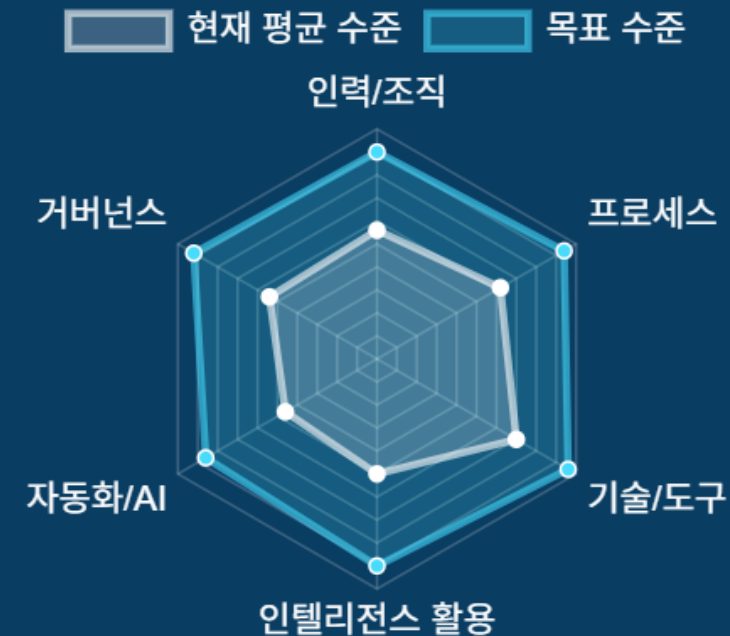 현재 평균 수준 목표 수준
인력/조직
거버넌스 프로세스
자동화/AI 기술/도구
인텔리전스 활용